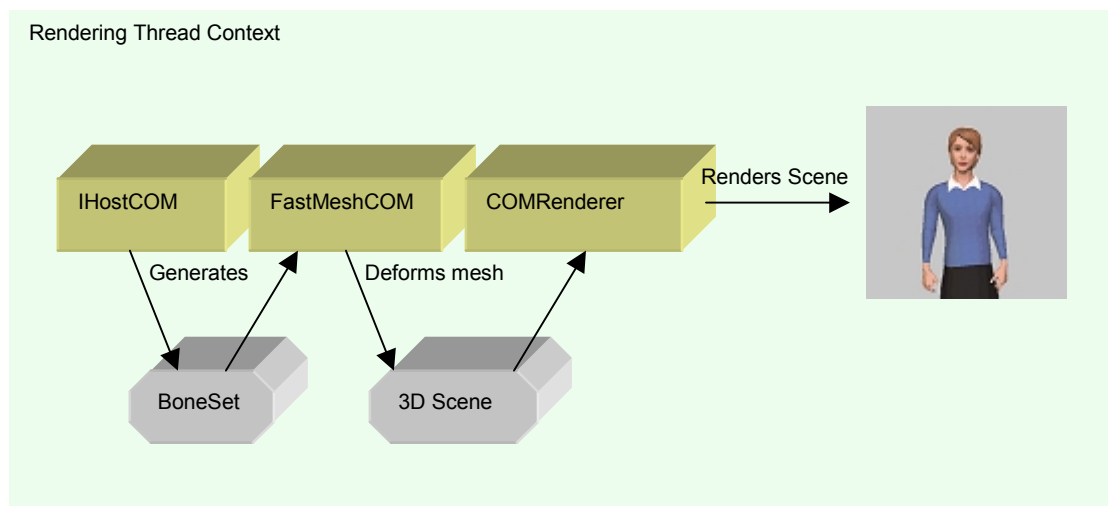 Rendering Thread Context
IHostCOM
FastMeshCOM
COMRenderer
Renders Scene
Generates
Deforms mesh
BoneSet
3D Scene